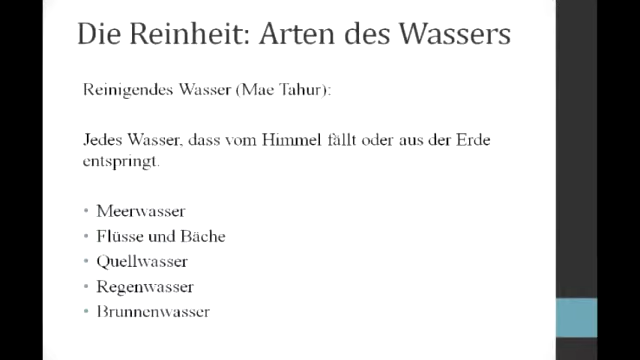 Die Reinheit: Arten des Wassers
Reinigendes Wasser (Mae Tahur):
Jedes Wasser, dass vom Himmel fällt oder aus der Erde
entspringt.
• Meerwasser
• Flüsse und Bäche
• Quellwasser
• Regenwasser
• Brunnenwasser